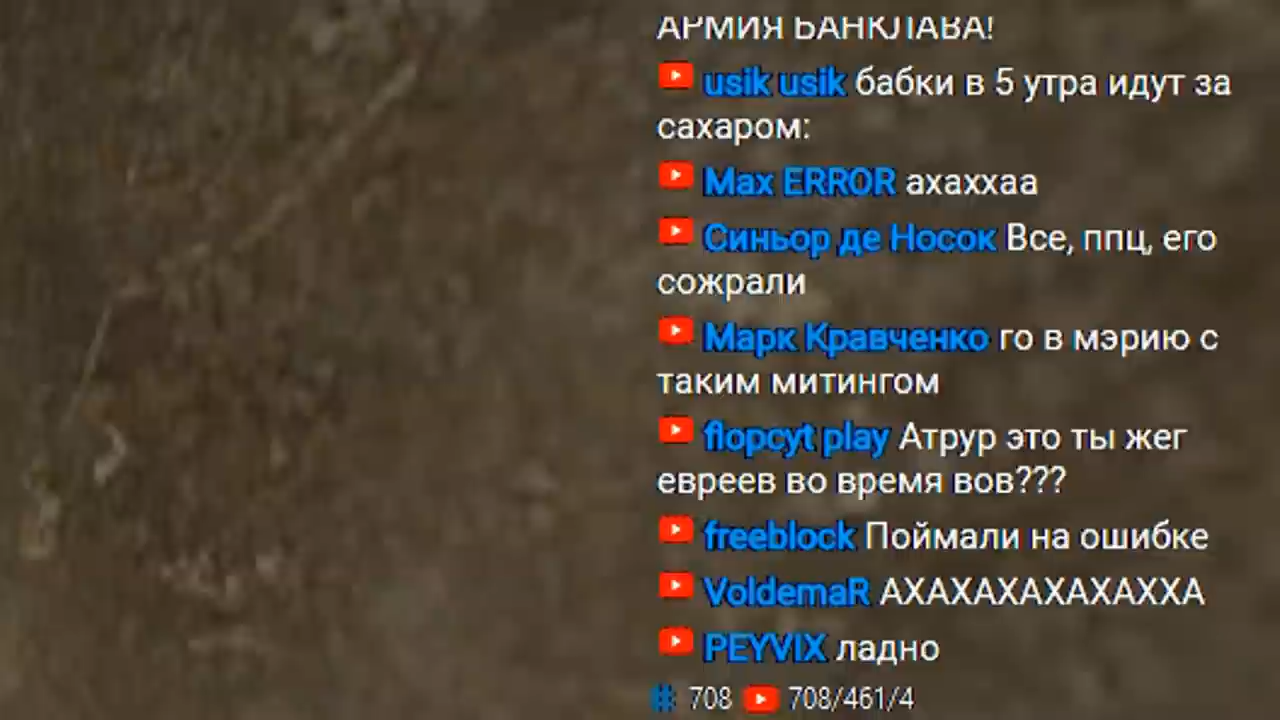 АРМИЯ БАНКЛАВА!
usik usik бабки в 5 утра идут за
сахаром:
Max ERROR ахаххаа
Синьор де Носок Все, ппц, его
сожрали
Марк Кравченко го в мэрию с
таким митингом
flopcyt play Атрур это ты жег
евреев во время вов???
freeblock Поймали на ошибке
VoldemaR АХАХАХАХАХАХХА
PEYVIX ладно
# 708 708/461/4